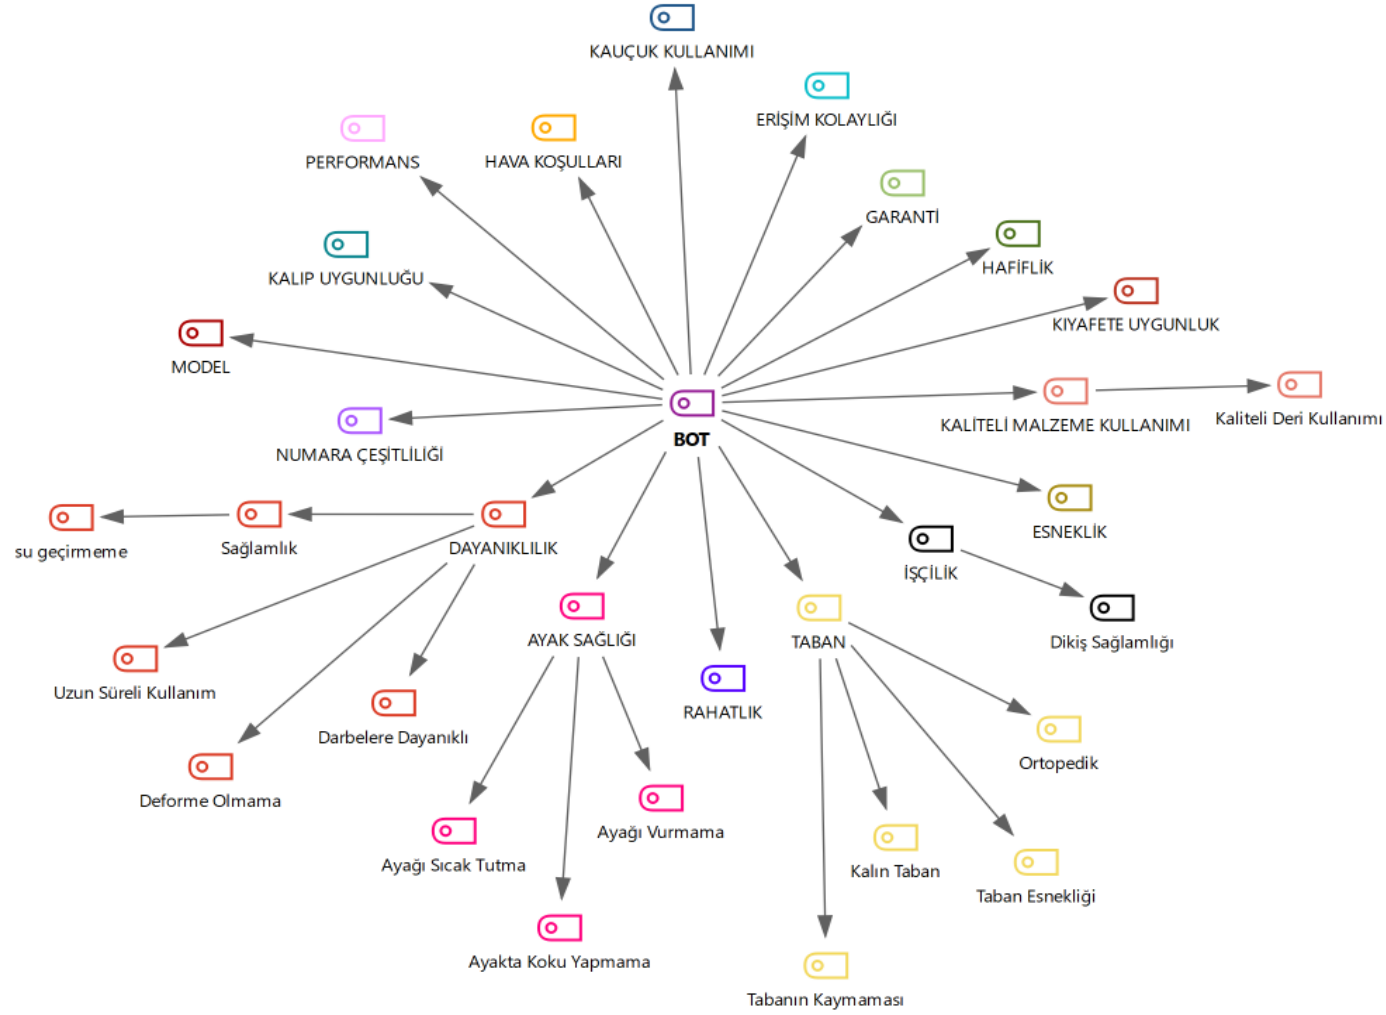 KAUÇUK KULLANIMI
ERİŞİM KOLAYLIĞI
PERFORMANS
HAVA KOŞULLARI
GARANTİ
HAFİFLİK
KALIP UYGUNLUĞU
KIYAFETE UYGUNLUK
MODEL
KALİTELİ MALZEME KULLANIMI
Kaliteli Deri Kullanımı
BOT
NUMARA ÇEŞİTLİLİĞİ
ESNEKLİK
su geçirmeme
Sağlamlık
DAYANIKLILIK
İŞÇİLİK
AYAK SAĞLIĞI
TABAN
Dikiş Sağlamlığı
Uzun Süreli Kullanım
RAHATLIK
Darbelere Dayanıklı
Ortopedik
Deforme Olmama
Ayağı Vurmama
Ayağı Sıcak Tutma
Kalın Taban
Taban Esnekliği
Ayakta Koku Yapmama
Tabanın Kaymaması